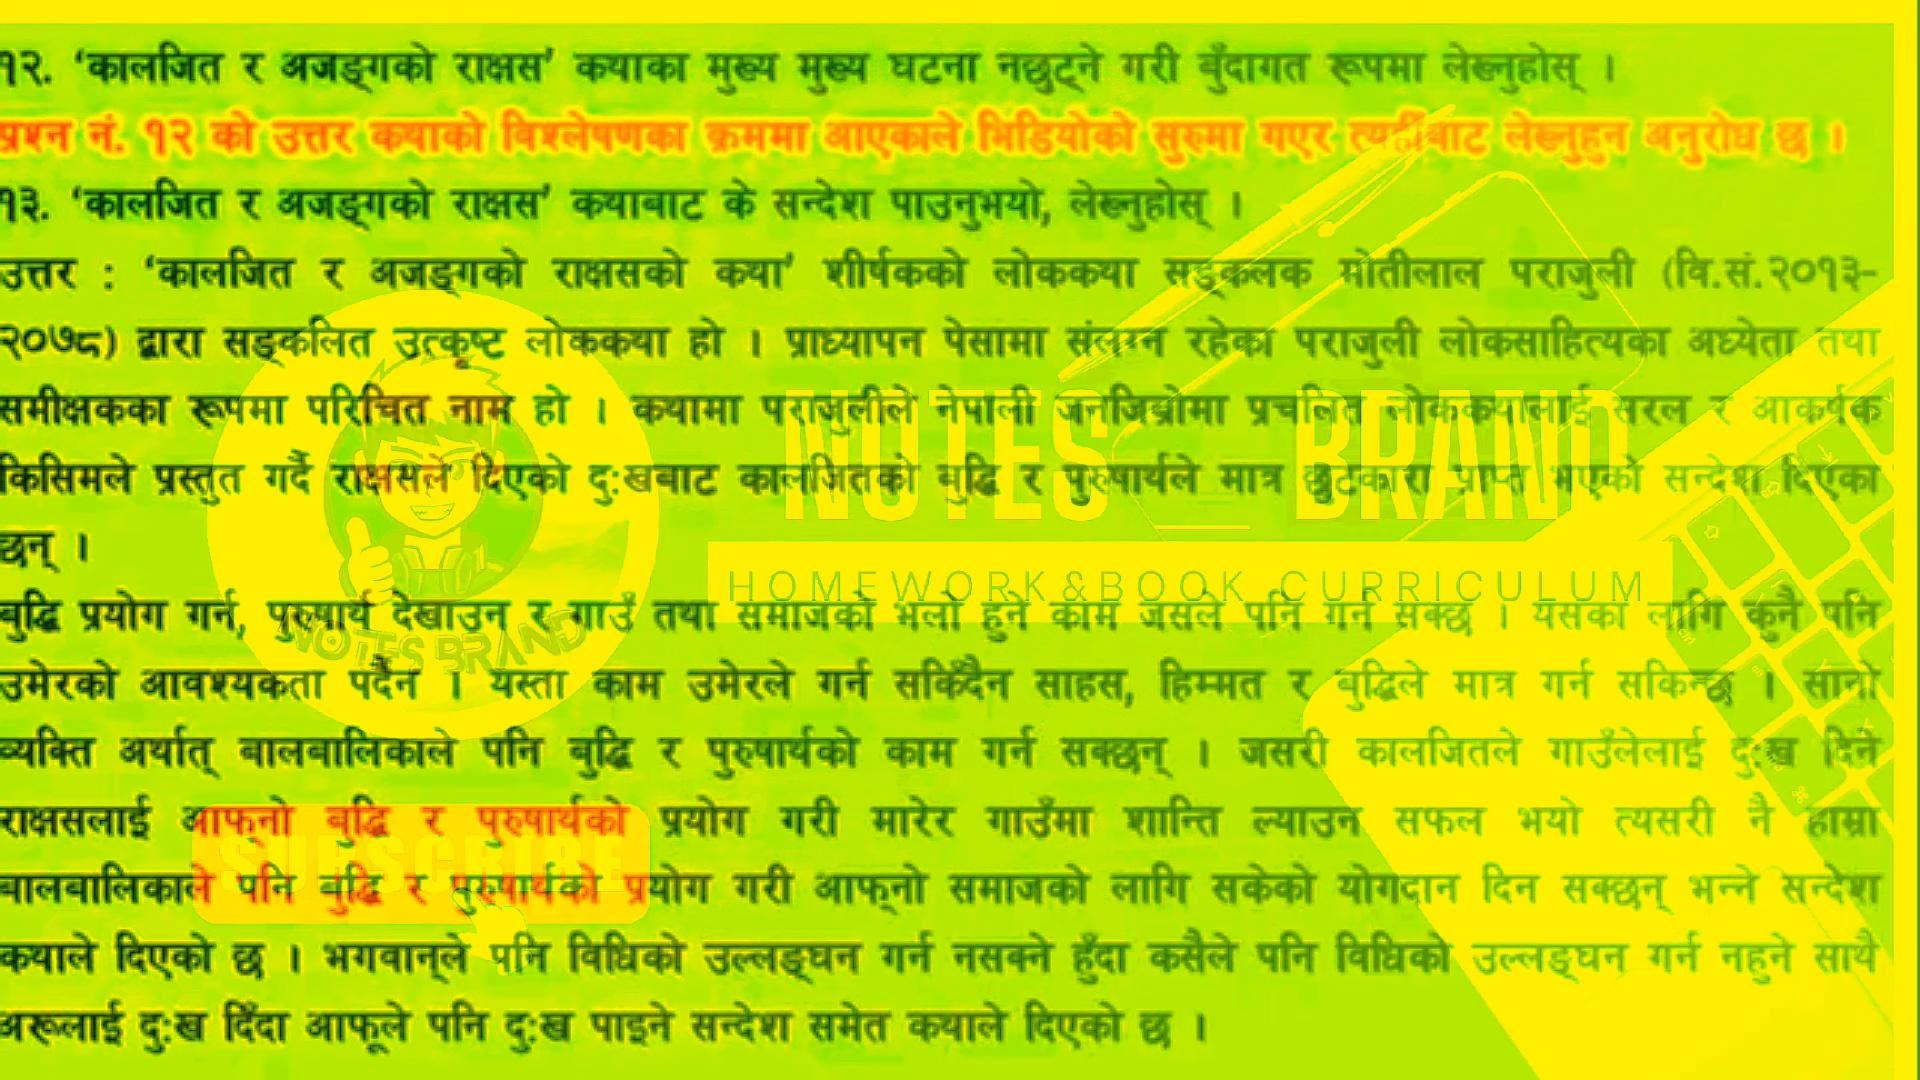 १२. ‘कालजित र अजङ्गको राक्षस’ कथाका मुख्य मुख्य घटना नछुट्ने गरी बुँदागत रूपमा लेख्नुहोस् ।
प्रश्न नं. १२ को उत्तर कथाको विश्लेषणका क्रममा आएकाले भिडियोको सुरुमा गएर त्यहीँबाट लेख्नुहुन अनुरोध छ ।
१३. ‘कालजित र अजङ्गको राक्षस’ कथाबाट के सन्देश पाउनुभयो, लेख्नुहोस् ।
उत्तर : ‘कालजित र अजङ्गको राक्षसको कथा’ शीर्षकको लोककथा सङ्कलक मोतीलाल पराजुली (वि.सं.२०१३-
२०७८) द्वारा सङ्कलित उत्कृष्ट लोककथा हो । प्राध्यापन पेसामा संलग्न रहेका पराजुली लोकसाहित्यका अध्येता तथा
समीक्षकका रूपमा परिचित नाम हो । कथामा पराजुलीले नेपाली जनजिब्रोमा प्रचलित लोककथालाई सरल र आकर्षक
किसिमले प्रस्तुत गर्दै राक्षसले दिएको दु:खबाट कालजितको बुद्धि र पुरुषार्थले मात्र छुटकारा प्राप्त भएको सन्देश दिएका
छन् ।
NOTES_BRAND
HOMEWORK&BOOK CURRICULUM
बुद्धि प्रयोग गर्न, पुरुषार्थ देखाउन र गाउँ तथा समाजको भलो हुने काम जसले पनि गर्न सक्छ । यसका लागि कुनै पनि
NOTES BRAND
उमेरको आवश्यकता पर्दैन । यस्ता काम उमेरले गर्न सकिँदैन साहस, हिम्मत र बुद्धिले मात्र गर्न सकिन्छ । सानो
व्यक्ति अर्थात् बालबालिकाले पनि बुद्धि र पुरुषार्थको काम गर्न सक्छन् । जसरी कालजितले गाउँलेलाई दु:ख दिने
राक्षसलाई आफ्नो बुद्धि र पुरुषार्थको प्रयोग गरी मारेर गाउँमा शान्ति ल्याउन सफल भयो त्यसरी नै हाम्रा
SUBSCRIBE
बालबालिकाले पनि बुद्धि र पुरुषार्थको प्रयोग गरी आफ्नो समाजको लागि सकेको योगदान दिन सक्छन् भन्ने सन्देश
कथाले दिएको छ । भगवान्‌ले पनि विधिको उल्लङ्घन गर्न नसक्ने हुँदा कसैले पनि विधिको उल्लङ्घन गर्न नहुने साथै
अरूलाई दु:ख दिँदा आफूले पनि दु:ख पाइने सन्देश समेत कथाले दिएको छ ।